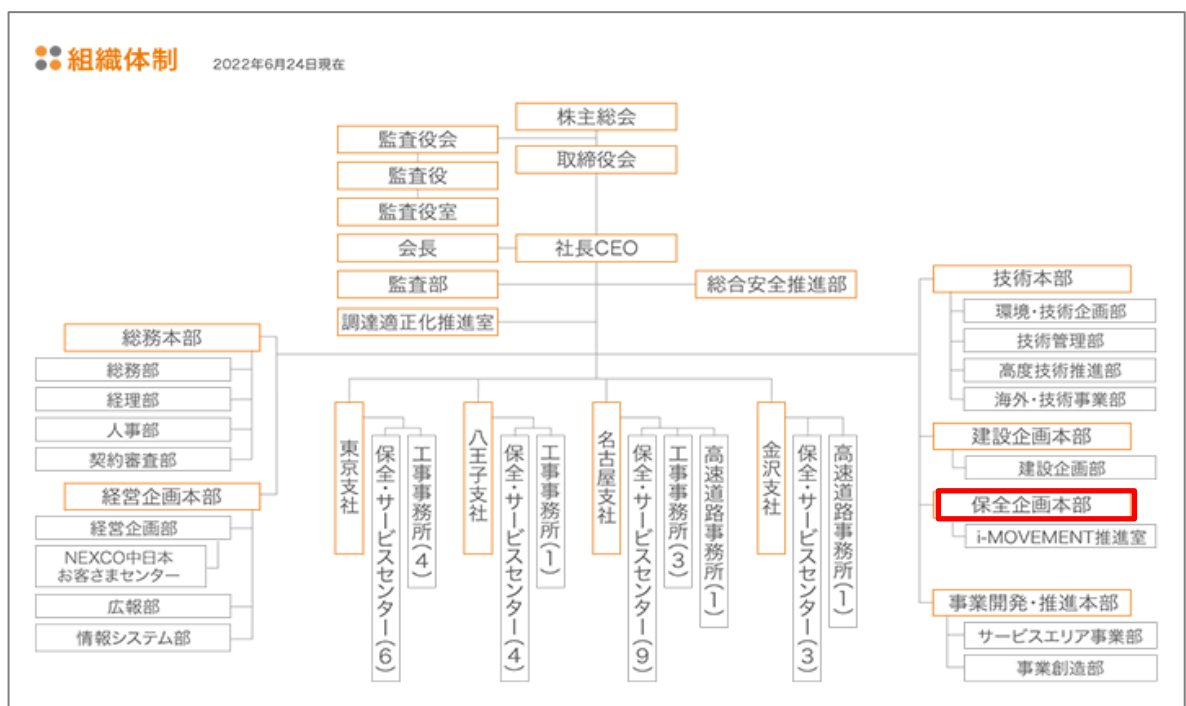 組織体制 2022年6月24日現在
株主総会
監査役会
取締役会
監査役
監査役室
会長
社長CEO
監査部
総合安全推進部
調達適正化推進室
総務本部
総務部
経理部
人事部
契約審査部
経営企画本部
経営企画部
NEXCO中日本
お客さまセンター
広報部
情報システム部
東京支社
保全・サービスセンター(6)
工事事務所(4)
八王子支社
保全・サービスセンター(4)
工事事務所(1)
名古屋支社
保全・サービスセンター(9)
工事事務所(3)
高速道路事務所(1)
金沢支社
保全・サービスセンター(3)
高速道路事務所(1)
技術本部
環境・技術企画部
技術管理部
高度技術推進部
海外・技術事業部
建設企画本部
建設企画部
保全企画本部
i-MOVEMENT推進室
事業開発・推進本部
サービスエリア事業部
事業創造部